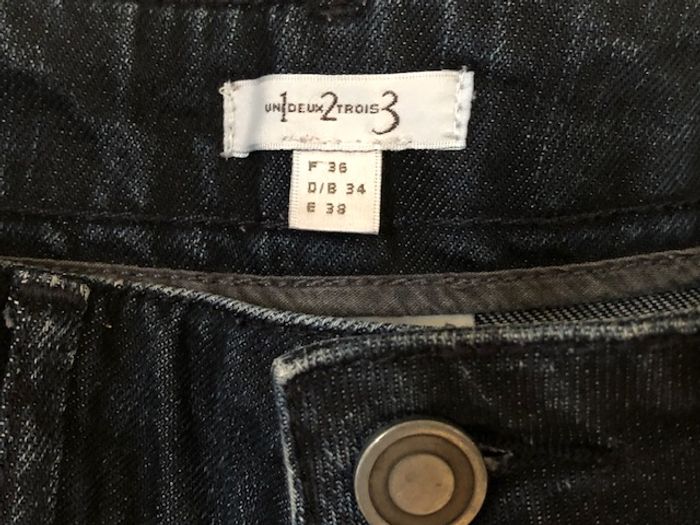 UN1DEUX2TROIS3
F 36
D/B 34
E 38